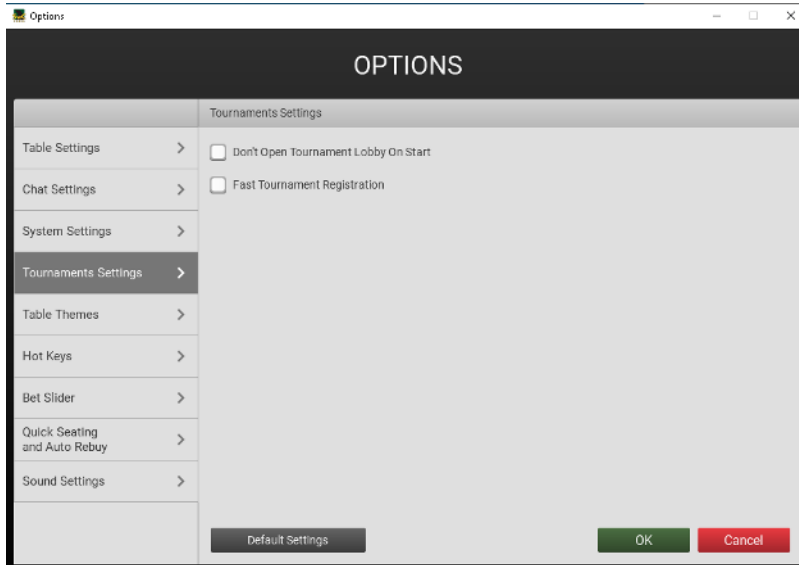 Options
OPTIONS
Tournaments Settings
Table Settings
Chat Settings
System Settings
Tournaments Settings
Table Themes
Hot Keys
Bet Slider
Quick Seating
and Auto Rebuy
Sound Settings
Don't Open Tournament Lobby On Start
Fast Tournament Registration
Default Settings
OK
Cancel